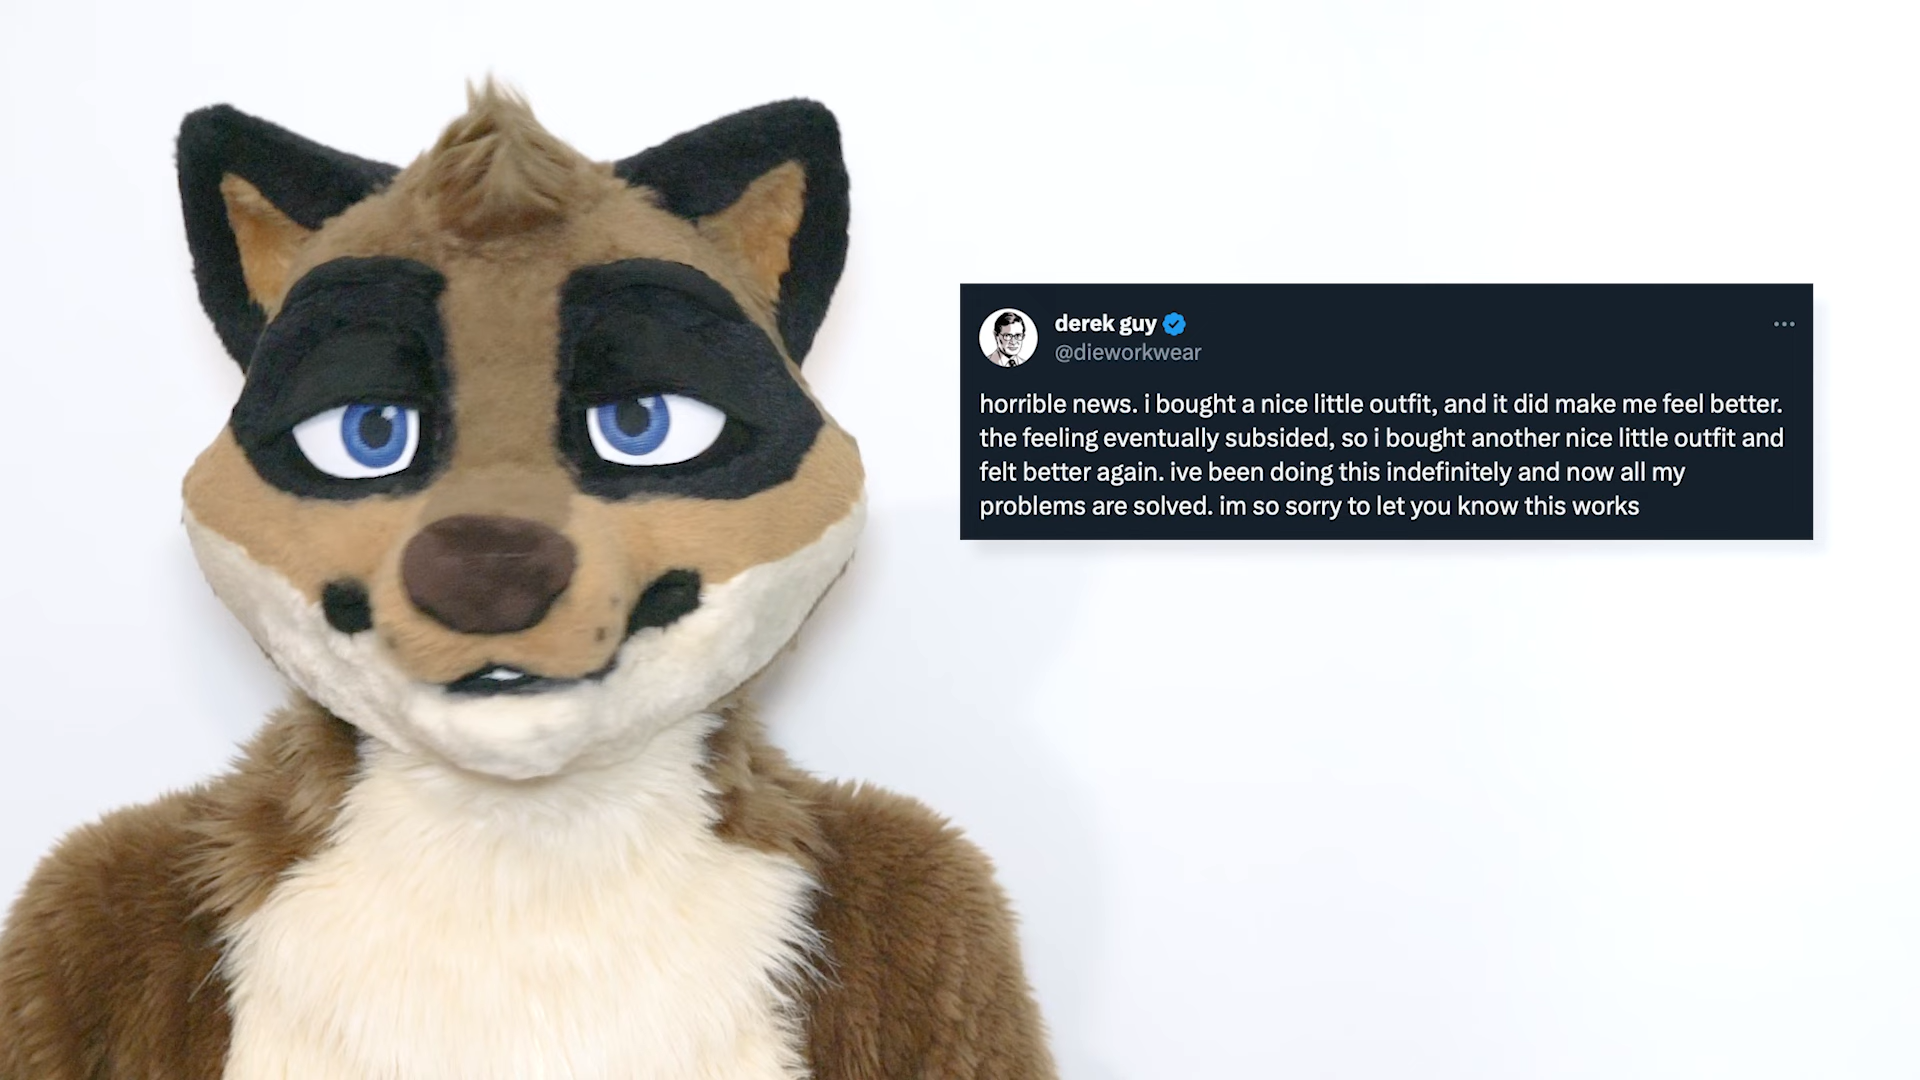 derek guy
@dieworkwear
horrible news. i bought a nice little outfit, and it did make me feel better.
the feeling eventually subsided, so i bought another nice little outfit and
felt better again. ive been doing this indefinitely and now all my
problems are solved. im so sorry to let you know this works